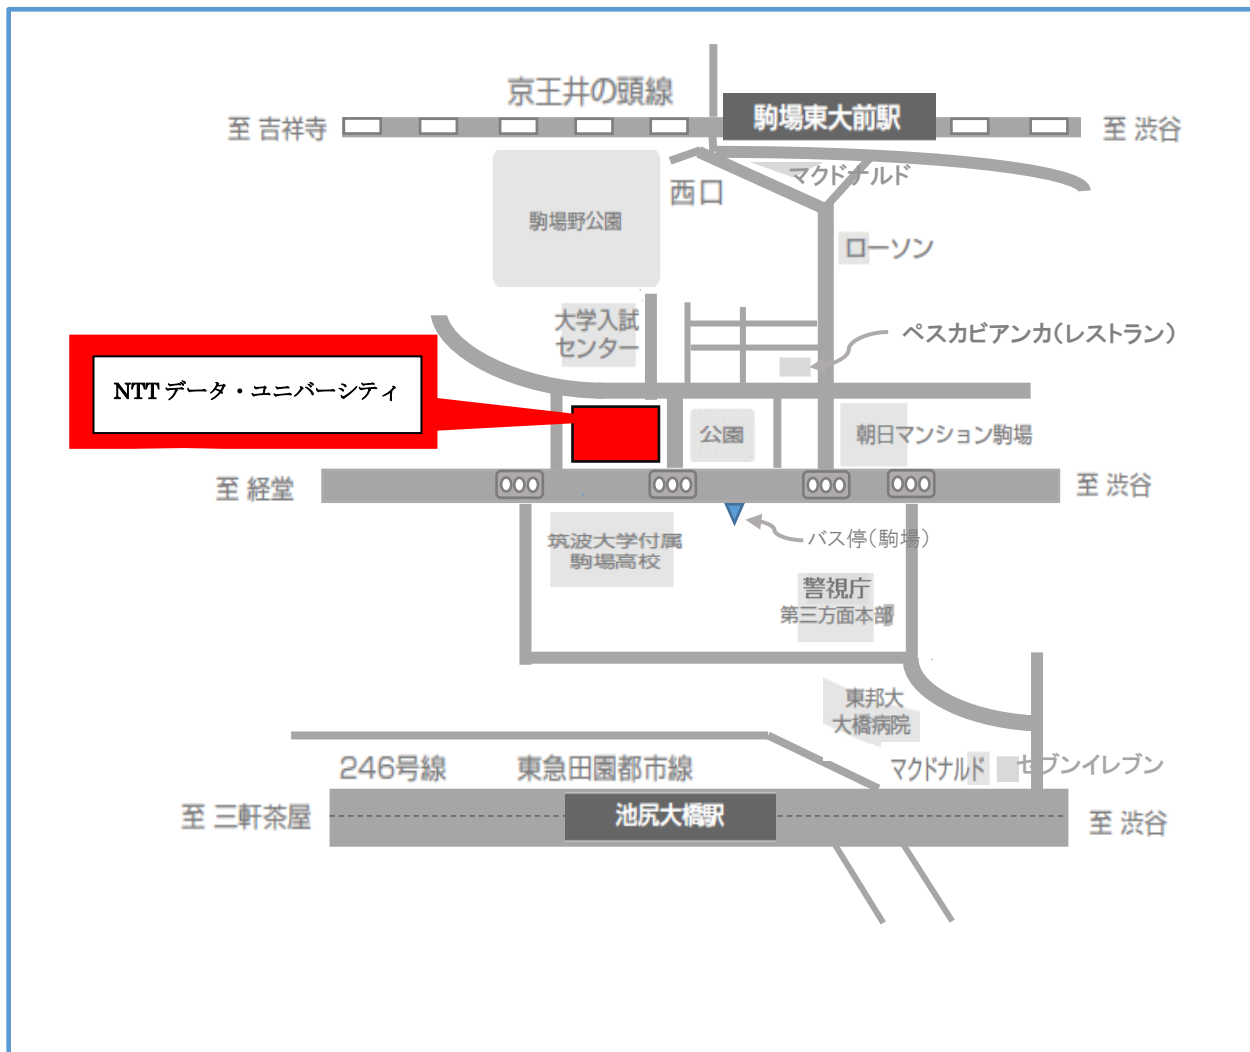 京王井の頭線
駒場東大前駅
至 吉祥寺
至 渋谷
マクドナルド
西口
駒場野公園
ローソン
大学入試
センター
ペスカビアンカ(レストラン)
NTT データ・ユニバーシティ
公園
朝日マンション駒場
至 経堂
至 渋谷
バス停(駒場)
筑波大学付属
駒場高校
警視庁
第三方面本部
東邦大
大橋病院
246号線
東急田園都市線
マクドナルド
セブンイレブン
至 三軒茶屋
池尻大橋駅
至 渋谷